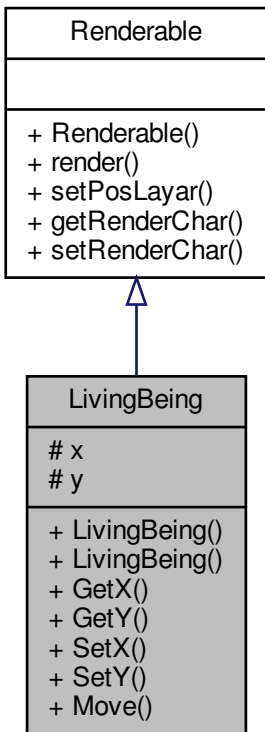 Renderable
+ Renderable()
+ render()
+ setPosLayar()
+ getRenderChar()
+ setRenderChar()
LivingBeing
# x
# y
+ LivingBeing()
+ LivingBeing()
+ GetX()
+ GetY()
+ SetX()
+ SetY()
+ Move()